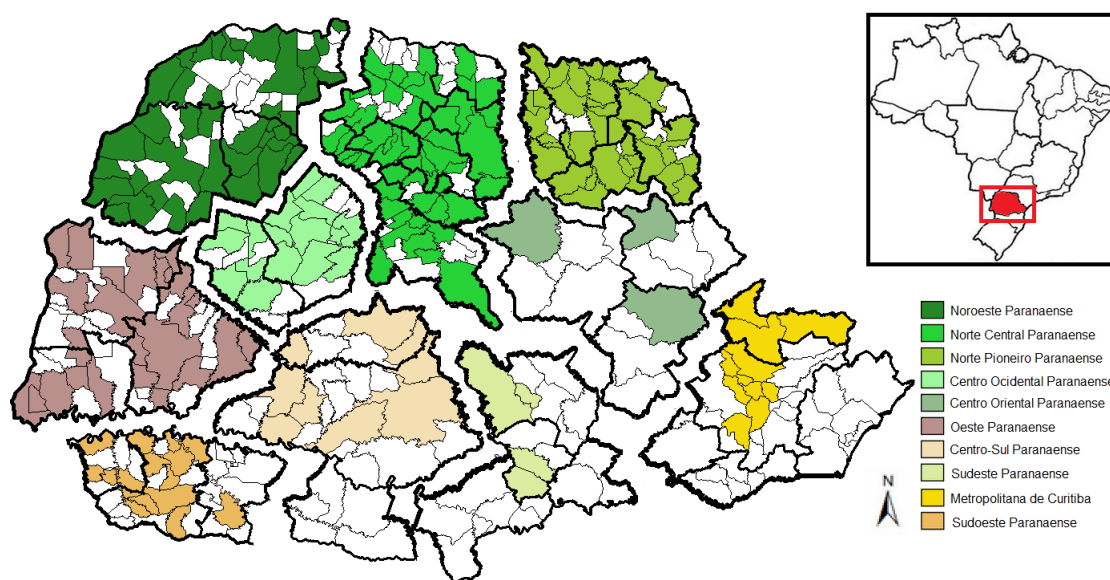 Noroeste Paranaense
Norte Central Paranaense
Norte Pioneiro Paranaense
Centro Ocidental Paranaense
Centro Oriental Paranaense
Oeste Paranaense
Centro-Sul Paranaense
Sudeste Paranaense
Metropolitana de Curitiba
Sudoeste Paranaense
N